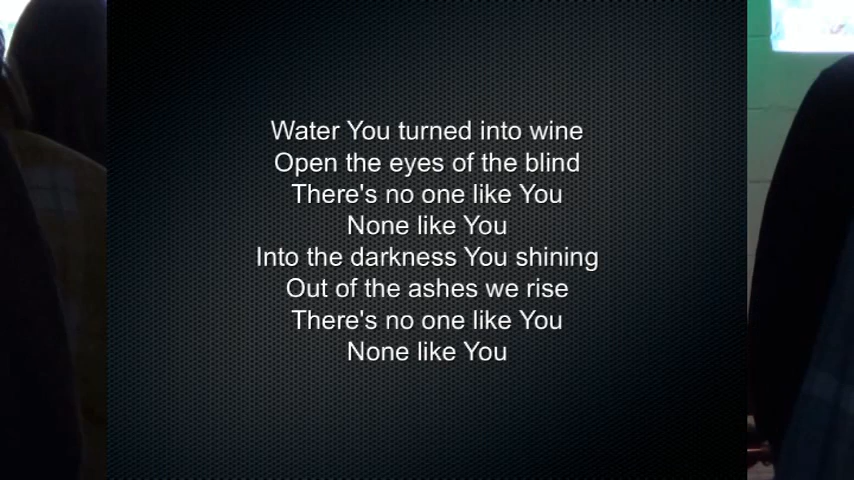 Water You turned into wine
Open the eyes of the blind
There's no one like You
None like You
Into the darkness You shining
Out of the ashes we rise
There's no one like You
None like You